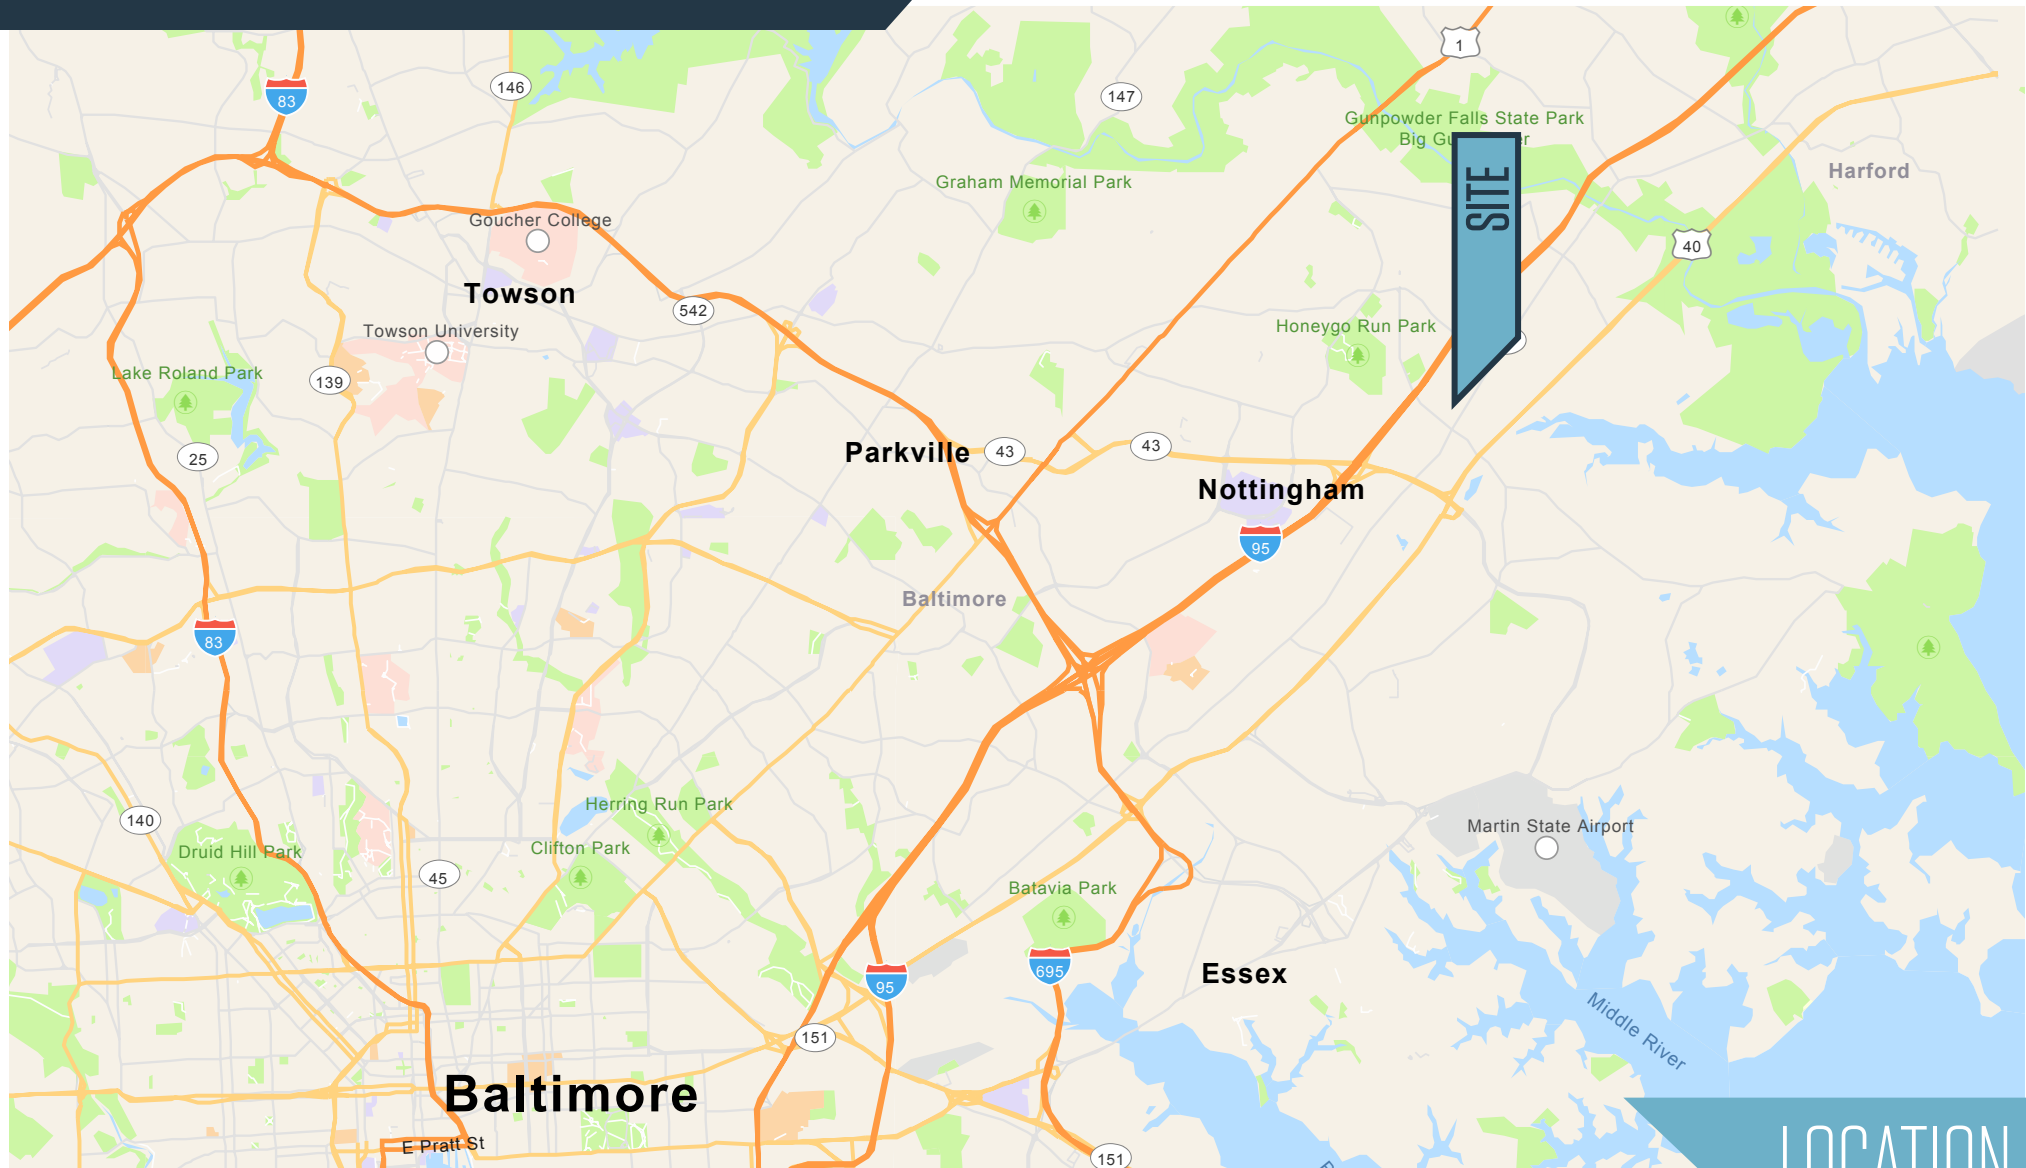 1
83
146
147
Gunpowder Falls State Park
Big Gu er
SITE
Harford
Graham Memorial Park
Goucher College
40
Towson
542
Towson University
Honeygo Run Park
Lake Roland Park
139
25
Parkville
43
43
Nottingham
95
Baltimore
83
Herring Run Park
140
Martin State Airport
Clifton Park
Druid Hill Park
45
Batavia Park
695
Essex
95
Middle River
151
Baltimore
E Pratt St
151
LOCATION